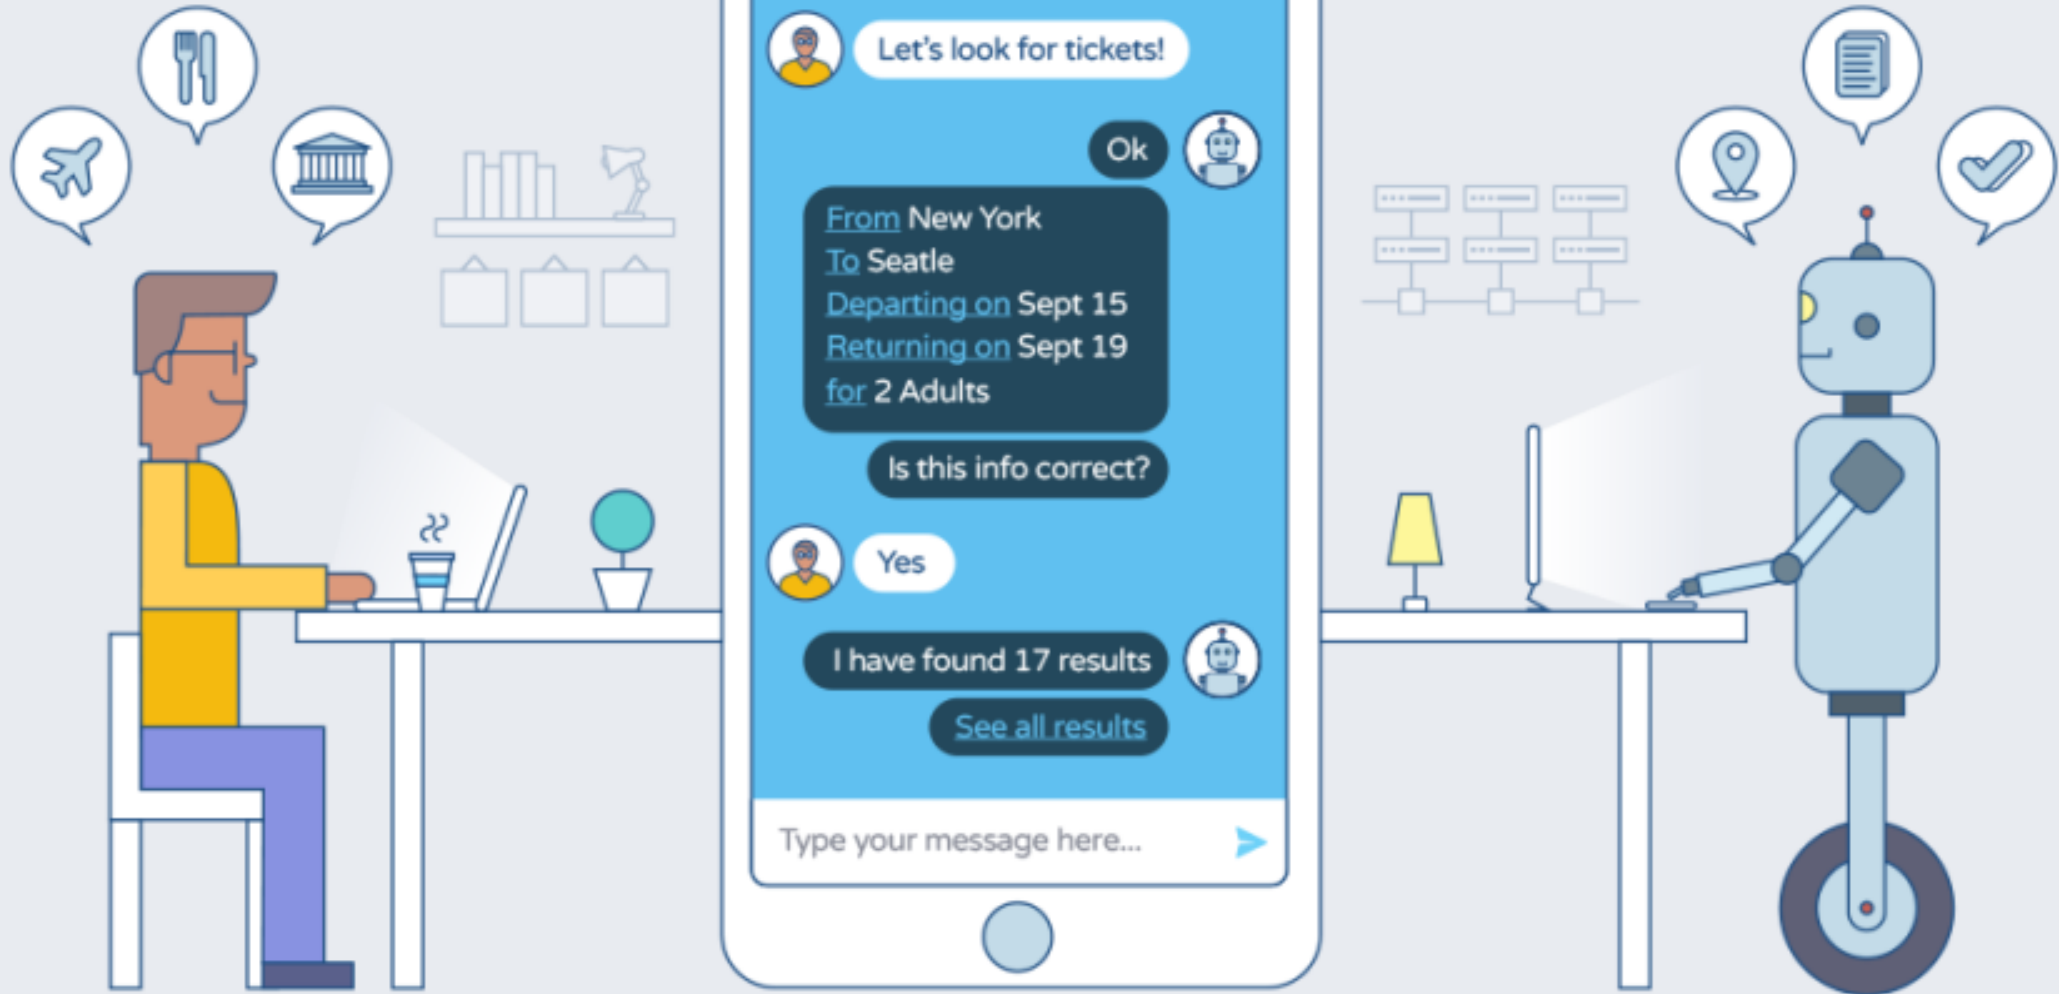 Let's look for tickets!
Ok
From New York
To Seatle
Departing on Sept 15
Returning on Sept 19
for 2 Adults
Is this info correct?
Yes
I have found 17 results
See all results
Type your message here...